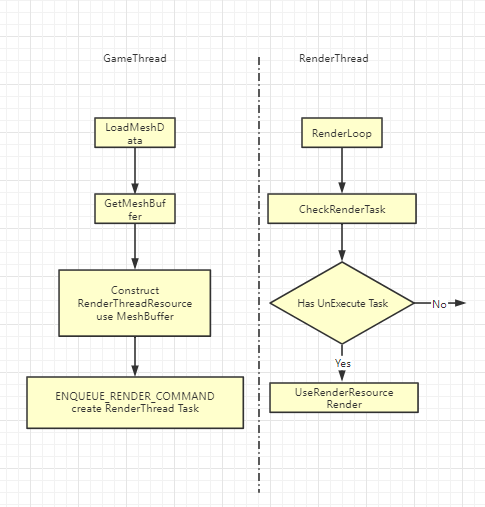 GameThread
RenderThread
LoadMeshD
ata
GetMeshBuf
fer
Construct
RenderThreadResource
use MeshBuffer
ENQUEUE_RENDER_COMMAND
create RenderThread Task
RenderLoop
CheckRenderTask
Has UnExecute Task
No
Yes
UseRenderResource
Render